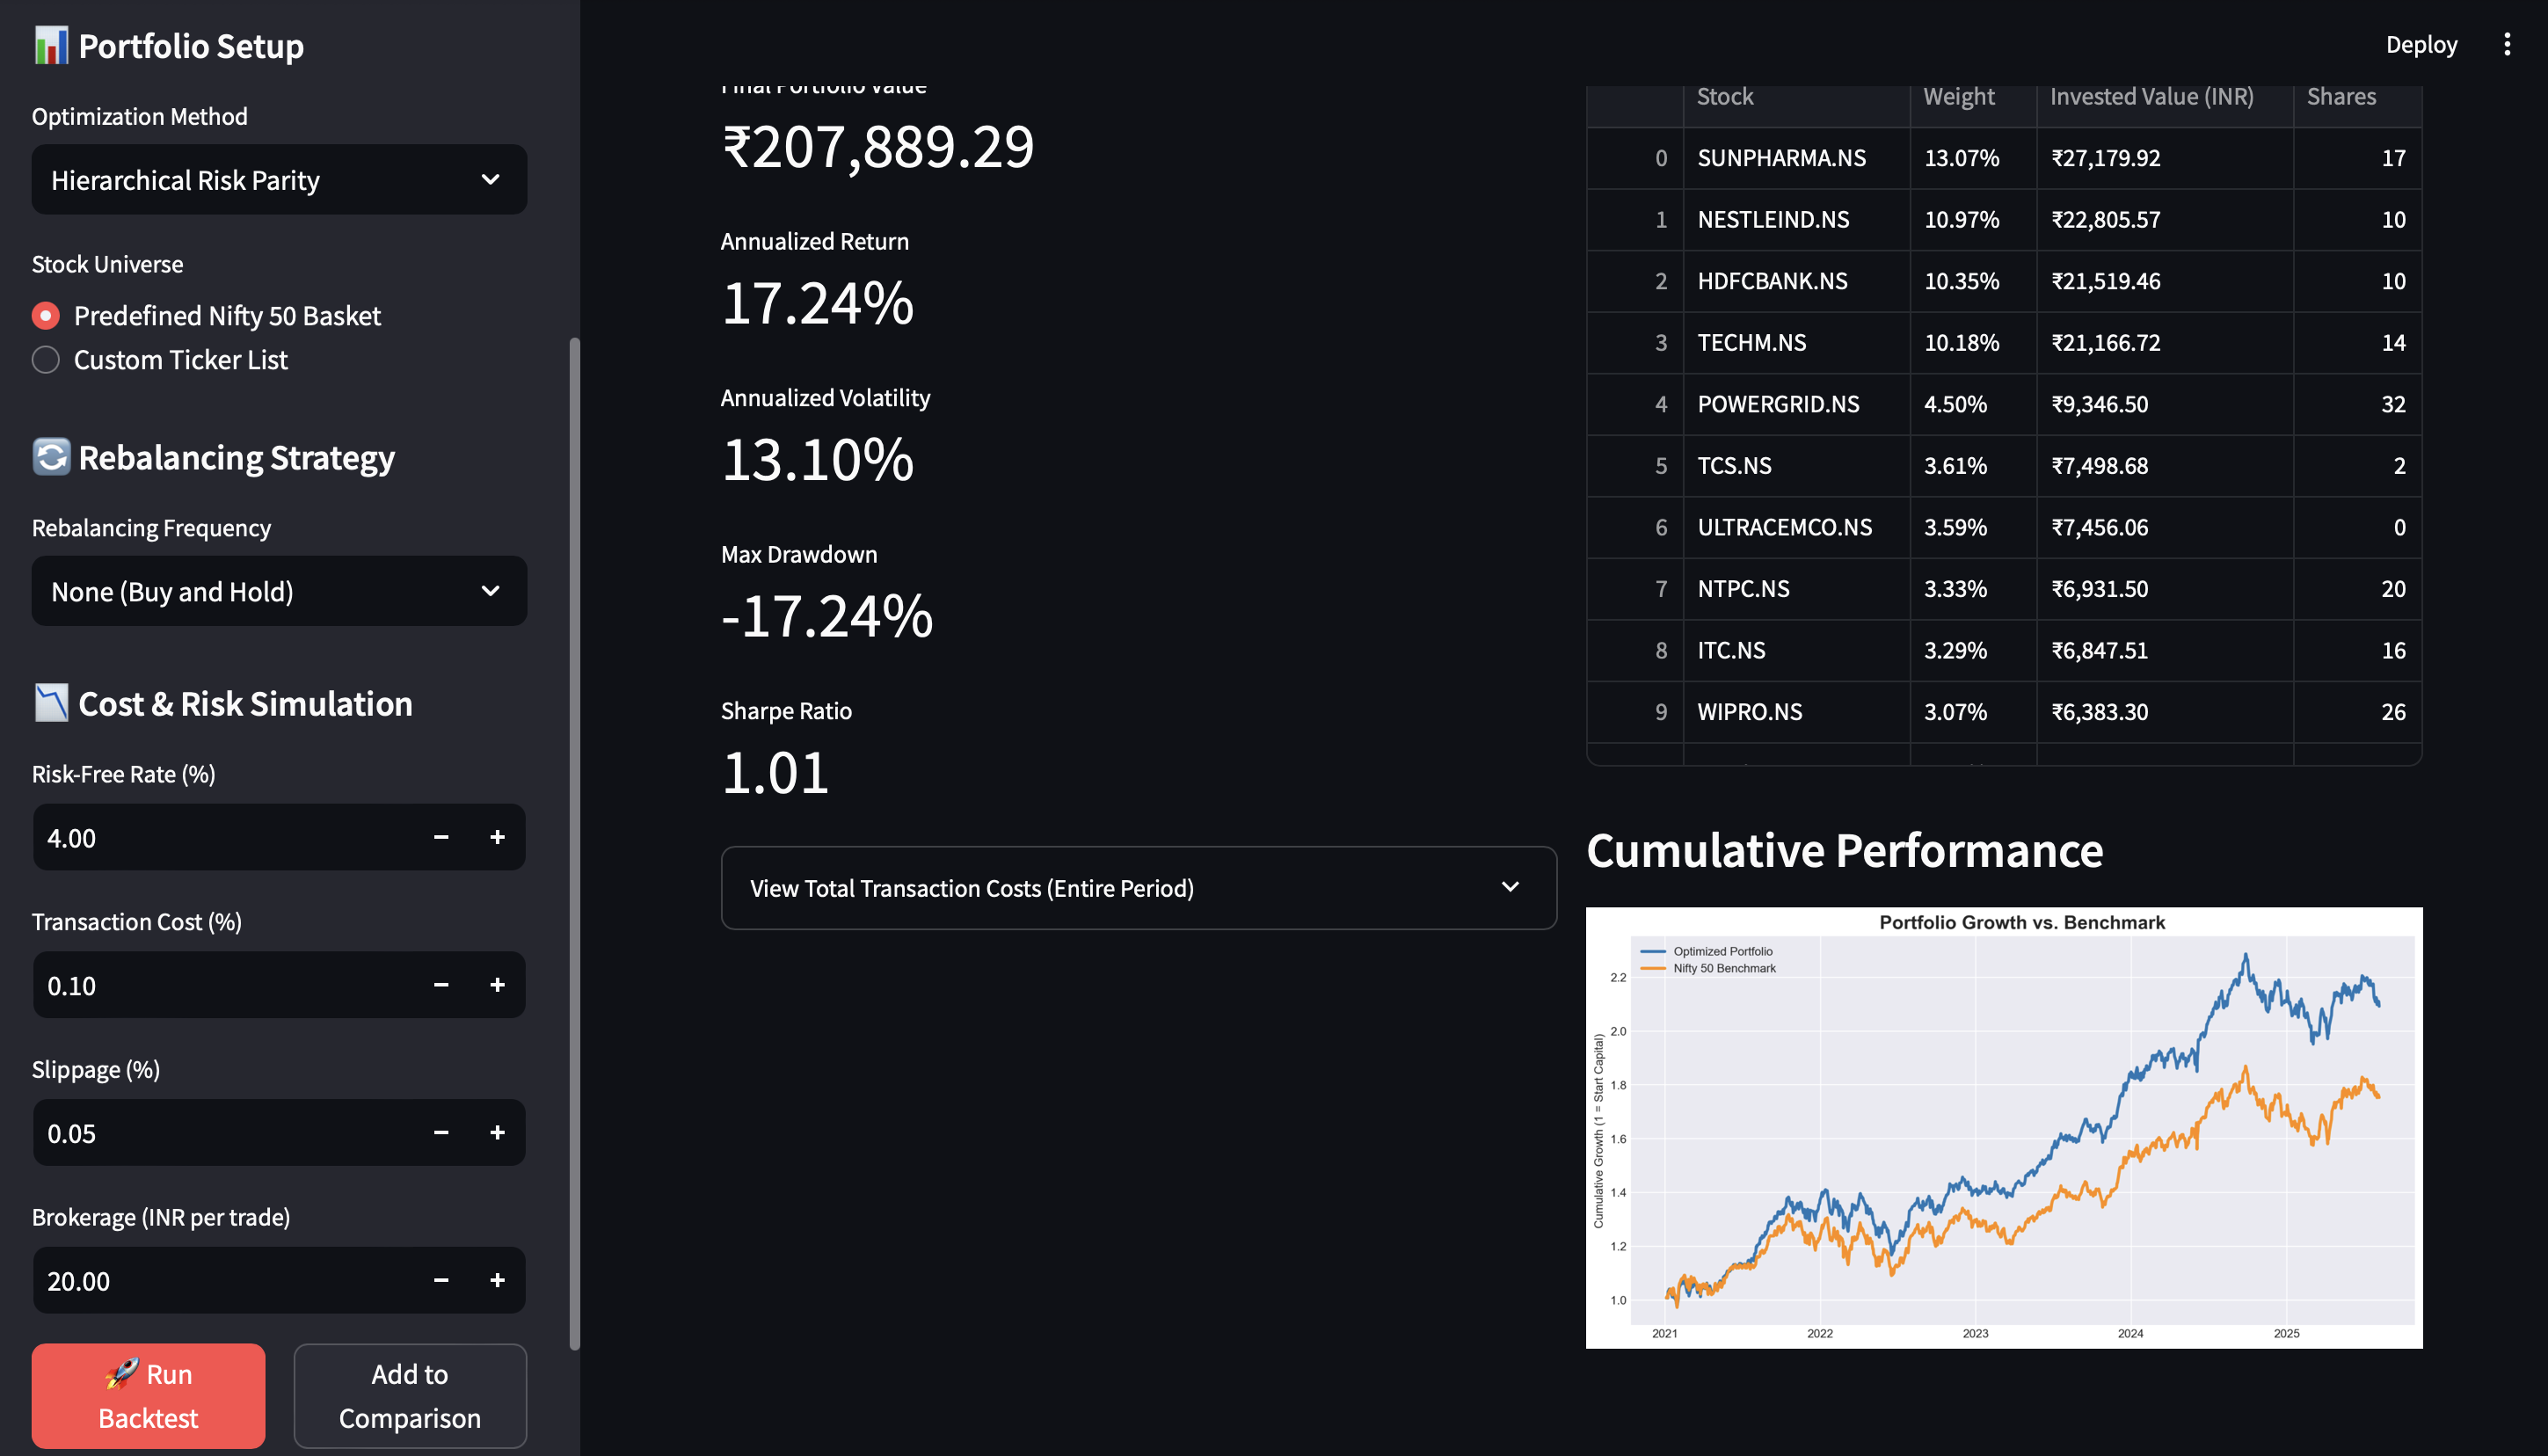 Portfolio Setup
Optimization Method
Hierarchical Risk Parity
Stock Universe
Predefined Nifty 50 Basket
Custom Ticker List
Rebalancing Strategy
Rebalancing Frequency
None (Buy and Hold)
Cost & Risk Simulation
Risk-Free Rate (%)
4.00
Transaction Cost (%)
0.10
Slippage (%)
0.05
Brokerage (INR per trade)
20.00
Run
Backtest
Add to
Comparison
Deploy
Final Portfolio Value
₹207,889.29
Annualized Return
17.24%
Annualized Volatility
13.10%
Max Drawdown
-17.24%
Sharpe Ratio
1.01
View Total Transaction Costs (Entire Period)
Stock Weight Invested Value (INR) Shares
0 SUNPHARMA.NS 13.07% ₹27,179.92 17
1 NESTLEIND.NS 10.97% ₹22,805.57 10
2 HDFCBANK.NS 10.35% ₹21,519.46 10
3 TECHM.NS 10.18% ₹21,166.72 14
4 POWERGRID.NS 4.50% ₹9,346.50 32
5 TCS.NS 3.61% ₹7,498.68 2
6 ULTRACEMCO.NS 3.59% ₹7,456.06 0
7 NTPC.NS 3.33% ₹6,931.50 20
8 ITC.NS 3.29% ₹6,847.51 16
9 WIPRO.NS 3.07% ₹6,383.30 26
Cumulative Performance
Portfolio Growth vs. Benchmark
Optimized Portfolio
Nifty 50 Benchmark
Cumulative Growth (1 = Start Capital)
2.2
2.0
1.8
1.6
1.4
1.2
1.0
2021 2022 2023 2024 2025